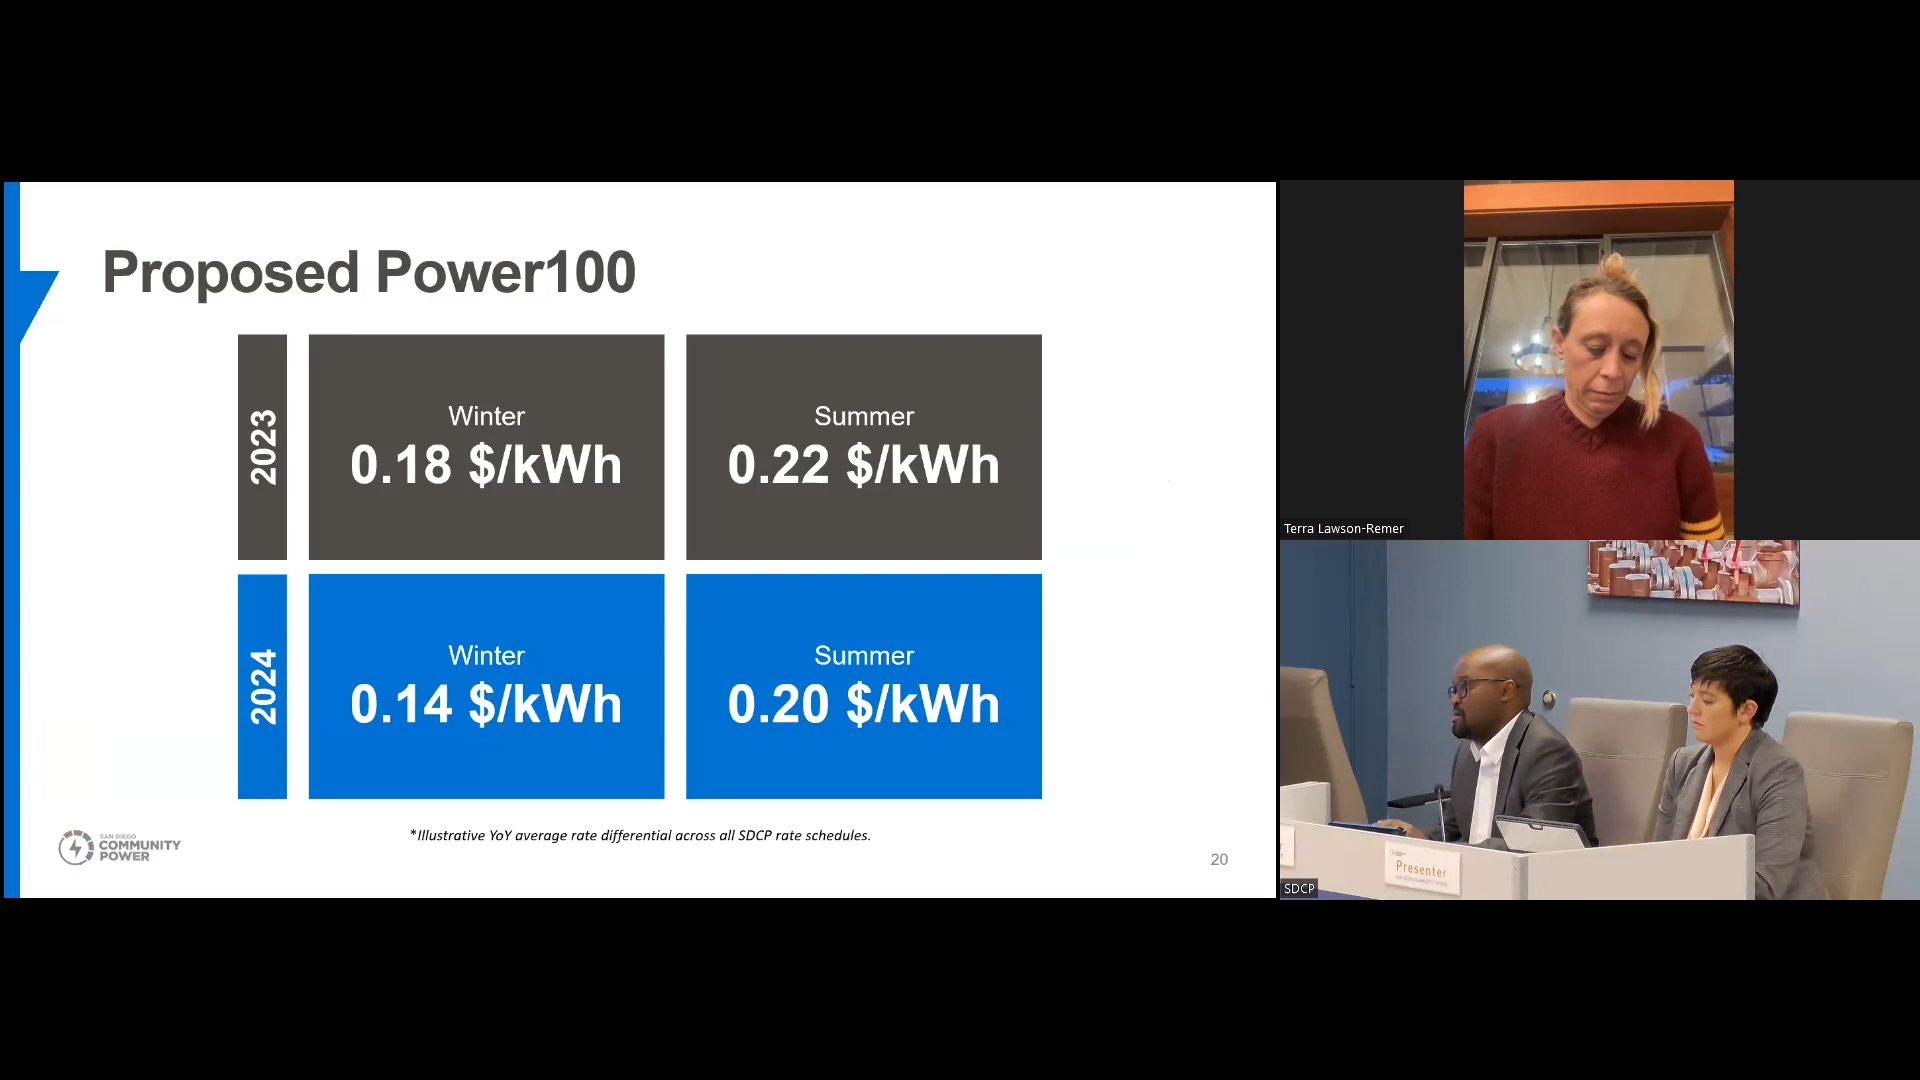 Proposed Power100
2023
Winter
0.18 $/kWh
Summer
0.22 $/kWh
2024
Winter
0.14 $/kWh
Summer
0.20 $/kWh
*Illustrative YoY average rate differential across all SDCP rate schedules.
SAN DIEGO
COMMUNITY
POWER
20
Terra Lawson-Remer
Presenter
SDCP